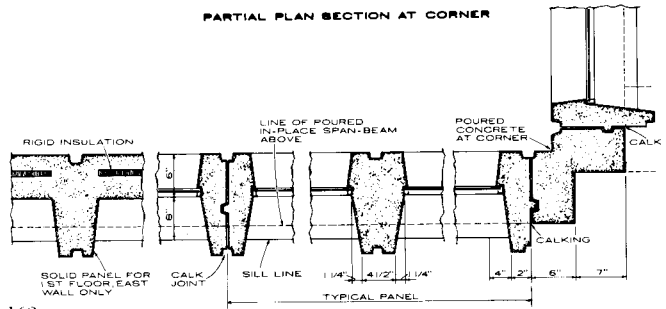 PARTIAL PLAN SECTION AT CORNER
LINE OF POURED
IN-PLACE SPAN-BEAM
ABOVE
POURED
CONCRETE
AT CORNER
RIGID INSULATION
CALK
6"
6"
SOLID PANEL FOR
1ST FLOOR, EAST
WALL ONLY
CALK
JOINT
SILL LINE
1 1/4" 4 1/2" 1 1/4"
4" 2" 6" 7"
CALKING
TYPICAL PANEL